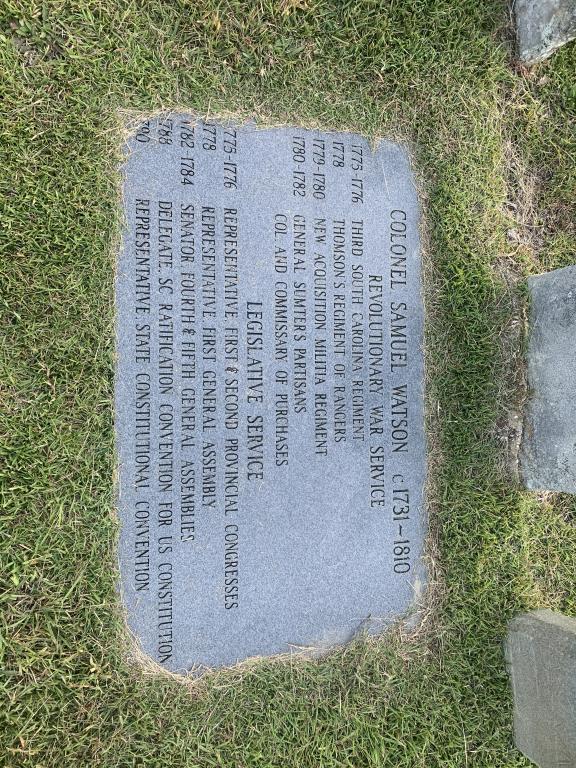 COLONEL SAMUEL WATSON c1731~1810
REVOLUTIONARY WAR SERVICE
1775-1776 THIRD SOUTH CAROLINA REGIMENT
1778 THOMSON'S REGIMENT OF RANGERS
1779-1780 NEW ACQUISITION MILITIA REGIMENT
1780-1782 GENERAL SUMTER'S PARTISANS
COL. AND COMMISSARY OF PURCHASES
LEGISLATIVE SERVICE
1775-1776 REPRESENTATIVE, FIRST & SECOND PROVINCIAL CONGRESSES
1778 REPRESENTATIVE, FIRST GENERAL ASSEMBLY
1782-1784 SENATOR, FOURTH & FIFTH GENERAL ASSEMBLIES
1788 DELEGATE, SC RATIFICATION CONVENTION FOR US CONSTITUTION
1790 REPRESENTATIVE STATE CONSTITUTIONAL CONVENTION